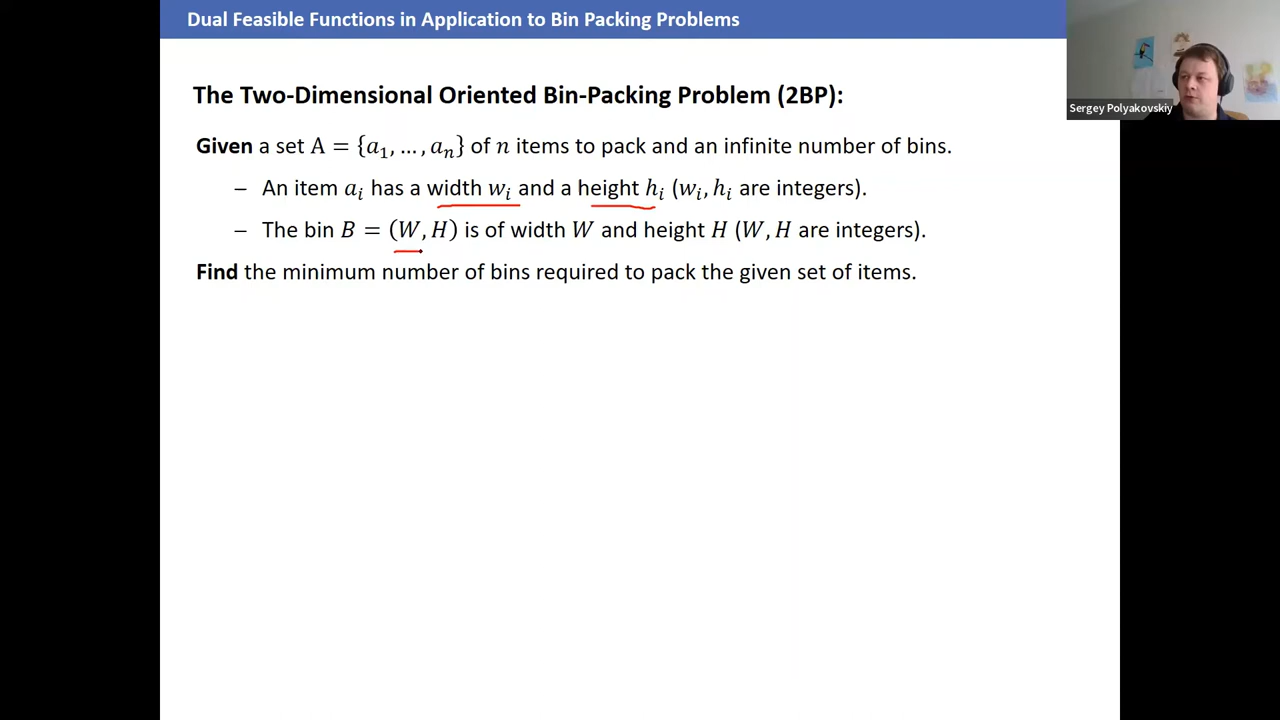 Dual Feasible Functions in Application to Bin Packing Problems
Sergey Polyakovskiy
The Two-Dimensional Oriented Bin-Packing Problem (2BP):
Given a set A = {a₁, …, aₙ} of n items to pack and an infinite number of bins.
– An item aᵢ has a width wᵢ and a height hᵢ (wᵢ, hᵢ are integers).
– The bin B = (W, H) is of width W and height H (W, H are integers).
Find the minimum number of bins required to pack the given set of items.